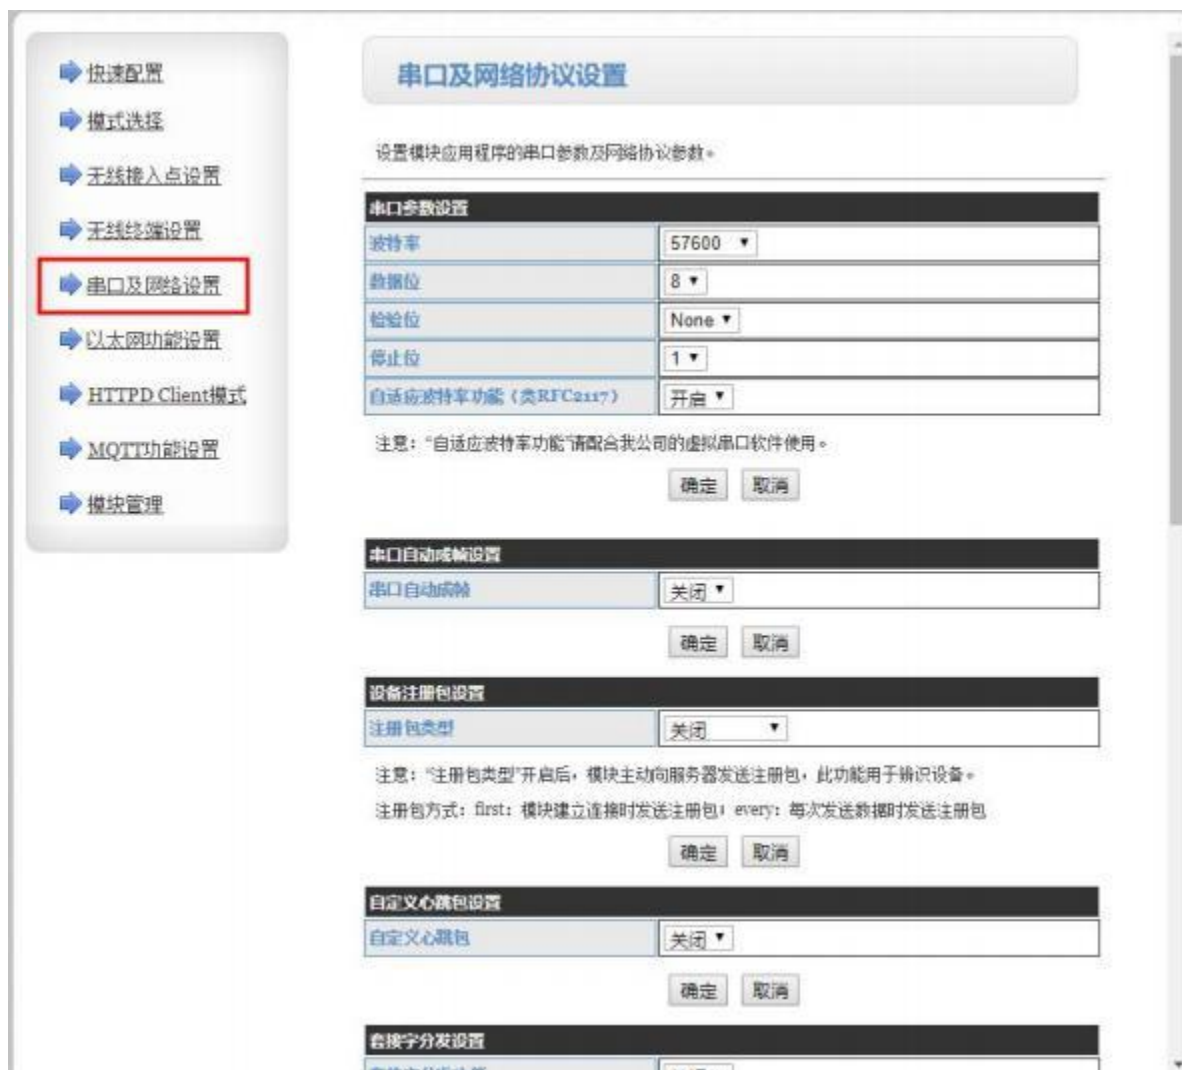 快速配置
模式选择
无线接入点设置
无线终端设置
串口及网络设置
以太网功能设置
HTTPD Client模式
MQTT功能设置
模块管理
串口及网络协议设置
设置模块应用程序的串口参数及网络协议参数。
串口参数设置
波特率 57600
数据位 8
检验位 None
停止位 1
自适应波特率功能（类RFC2117） 开启
注意：“自适应波特率功能”请配合我公司的虚拟串口软件使用。
确定 取消
串口自动成帧设置
串口自动成帧 关闭
确定 取消
设备注册包设置
注册包类型 关闭
注意：“注册包类型”开启后，模块主动向服务器发送注册包，此功能用于辨识设备。
注册包方式：first：模块建立连接时发送注册包；every：每次发送数据时发送注册包
确定 取消
自定义心跳包设置
自定义心跳包 关闭
确定 取消
套接字分发设置